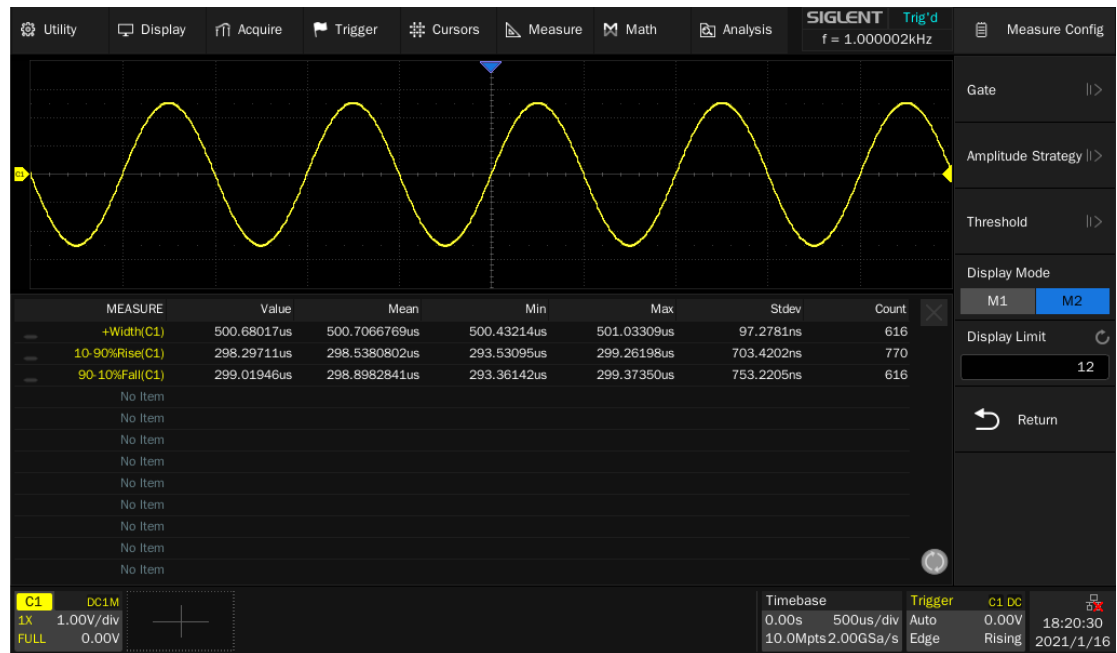 Utility Display Acquire Trigger Cursors Measure Math Analysis
SIGLENT Trig'd
f = 1.000002kHz
Measure Config
C1
Gate
Amplitude Strategy
Threshold
Display Mode
M1 M2
Display Limit
12
Return
MEASURE Value Mean Min Max Stdev Count
+Width(C1) 500.68017us 500.7066769us 500.43214us 501.03309us 97.2781ns 616
10-90%Rise(C1) 298.29711us 298.5380802us 293.53095us 299.26198us 703.4202ns 770
90-10%Fall(C1) 299.01946us 298.8982841us 293.36142us 299.37350us 753.2205ns 616
No Item
No Item
No Item
No Item
No Item
No Item
No Item
No Item
No Item
C1 DC1M
1X 1.00V/div
FULL 0.00V
Timebase
0.00s 500us/div
10.0Mpts 2.00GSa/s
Trigger C1 DC
Auto 0.00V
Edge Rising
18:20:30
2021/1/16